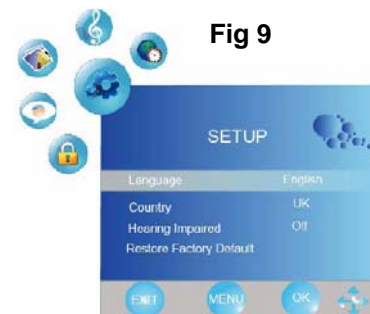 Fig 9
SETUP
Language English
Country UK
Hearing Impaired Off
Restore Factory Default
EXIT MENU OK